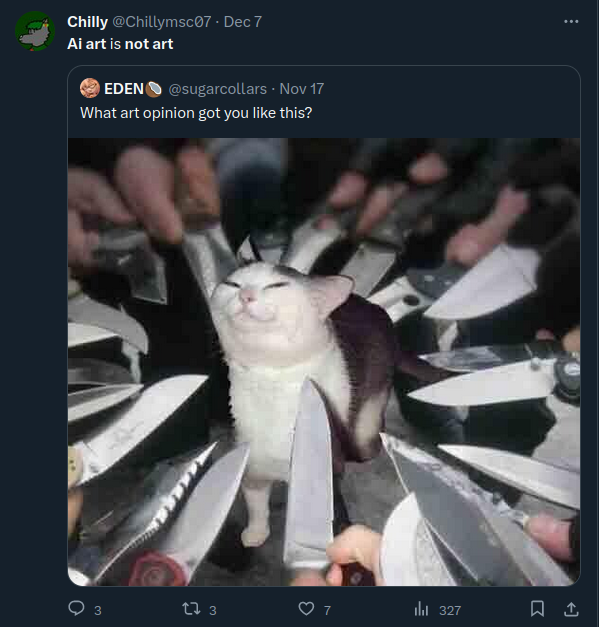 Chilly @Chillymsc07 · Dec 7
Ai art is not art
EDEN @sugarcollars · Nov 17
What art opinion got you like this?
3 3 7 327